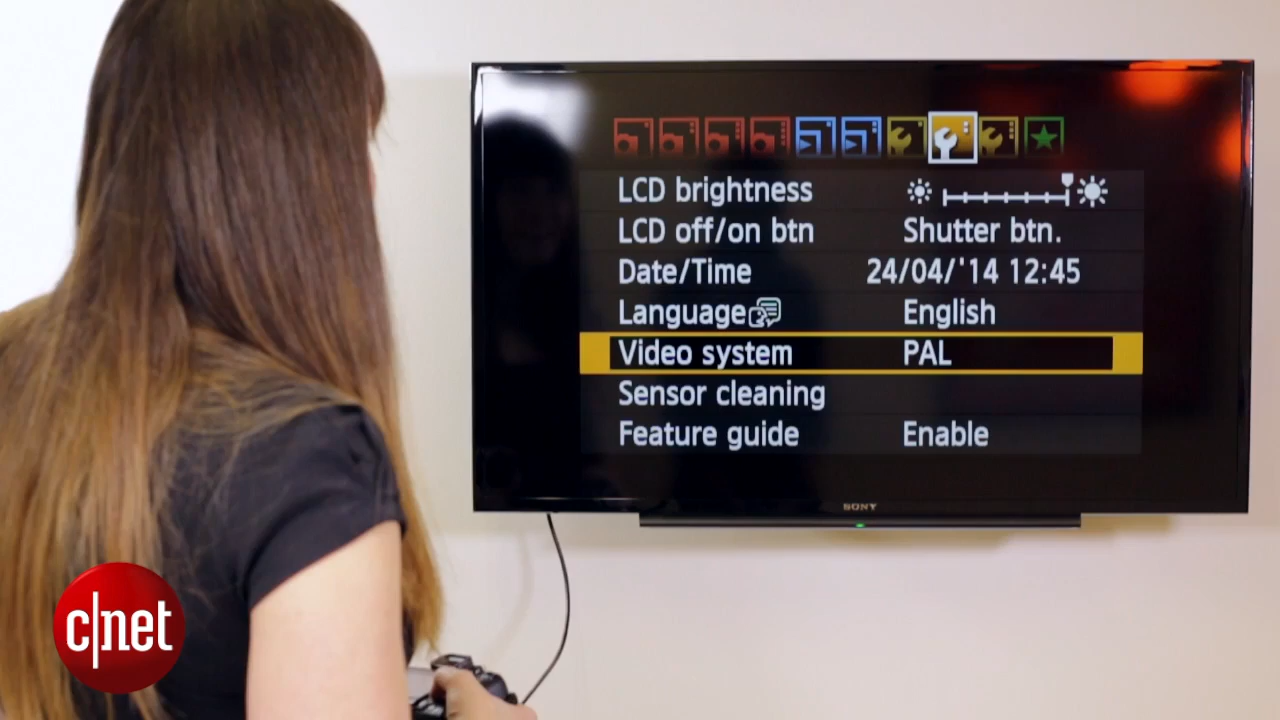 LCD brightness
LCD off/on btn Shutter btn.
Date/Time 24/04/'14 12:45
Language English
Video system PAL
Sensor cleaning
Feature guide Enable
SONY
c|net